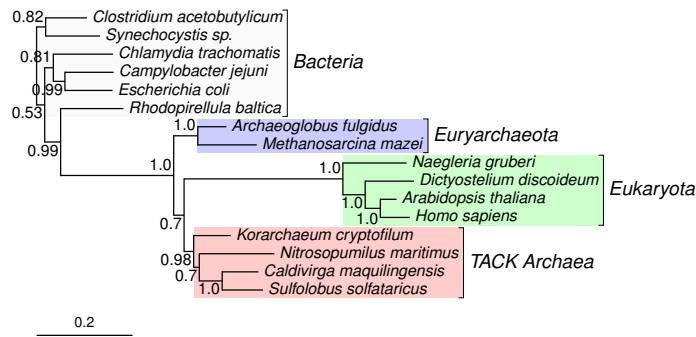 0.82
Clostridium acetobutylicum
Synechocystis sp.
0.81
Chlamydia trachomatis
Bacteria
Campylobacter jejuni
0.99
Escherichia coli
0.53
Rhodopirellula baltica
1.0
Archaeoglobus fulgidus
Euryarchaeota
0.99
Methanosarcina mazei
1.0
1.0
Naegleria gruberi
Dictyostelium discoideum
Eukaryota
1.0
Arabidopsis thaliana
1.0
Homo sapiens
0.7
Korarchaeum cryptofilum
0.98
Nitrosopumilus maritimus
TACK Archaea
0.7
Caldivirga maquilingensis
1.0
Sulfolobus solfataricus
0.2